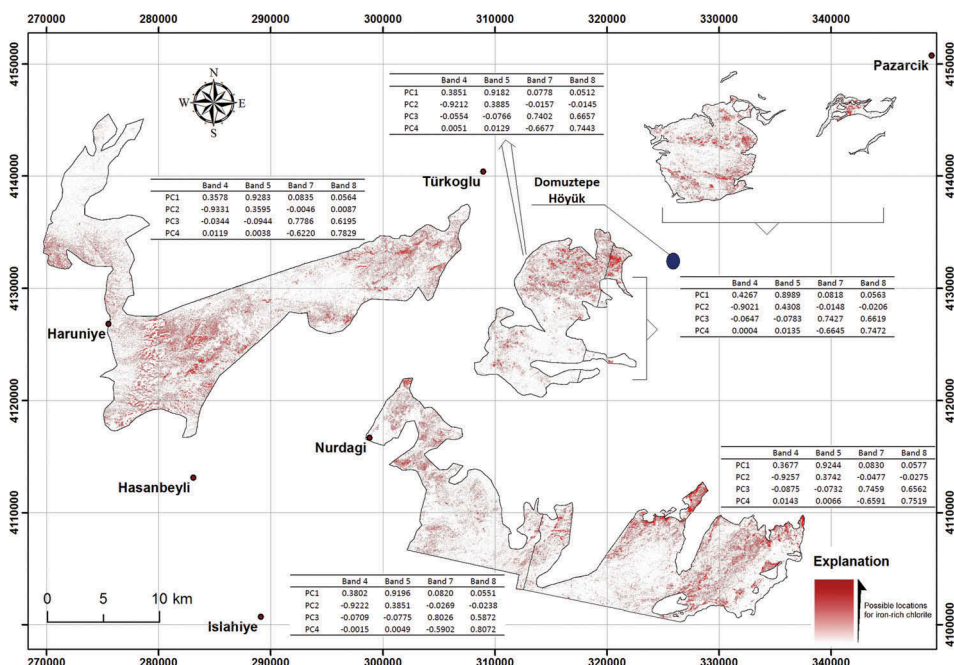 270000 280000 290000 300000 310000 320000 330000 340000
4150000
4150000
Pazarcik
N
W E
S
Band 4 Band 5 Band 7 Band 8
PC1 0.3851 0.9182 0.0778 0.0512
PC2 -0.9212 0.3885 -0.0157 -0.0145
PC3 -0.0554 -0.0766 0.7402 0.6657
PC4 0.0051 0.0129 -0.6677 0.7443
4140000
4140000
Türkoglu
Domuztepe
Höyük
Band 4 Band 5 Band 7 Band 8
PC1 0.3578 0.9283 0.0835 0.0564
PC2 -0.9331 0.3595 -0.0046 0.0087
PC3 -0.0344 -0.0944 0.7786 0.6195
PC4 0.0119 0.0038 -0.6220 0.7829
4130000
4130000
Band 4 Band 5 Band 7 Band 8
PC1 0.4267 0.8989 0.0818 0.0563
PC2 -0.9021 0.4308 -0.0148 -0.0206
PC3 -0.0647 -0.0783 0.7427 0.6619
PC4 0.0004 0.0135 -0.6645 0.7472
Haruniye
4120000
4120000
Nurdagi
Hasanbeyli
Band 4 Band 5 Band 7 Band 8
PC1 0.3677 0.9244 0.0830 0.0577
PC2 -0.9257 0.3742 -0.0477 -0.0275
PC3 -0.0875 -0.0732 0.7459 0.6562
PC4 0.0143 0.0066 -0.6591 0.7519
4110000
4110000
Explanation
Possible locations
for iron-rich chlorite
Band 4 Band 5 Band 7 Band 8
PC1 0.3802 0.9196 0.0820 0.0551
PC2 -0.9222 0.3851 -0.0269 -0.0238
PC3 -0.0709 -0.0775 0.8026 0.5872
PC4 -0.0015 0.0049 -0.5902 0.8072
0 5 10 km
Islahiye
4100000
4100000
270000 280000 290000 300000 310000 320000 330000 340000